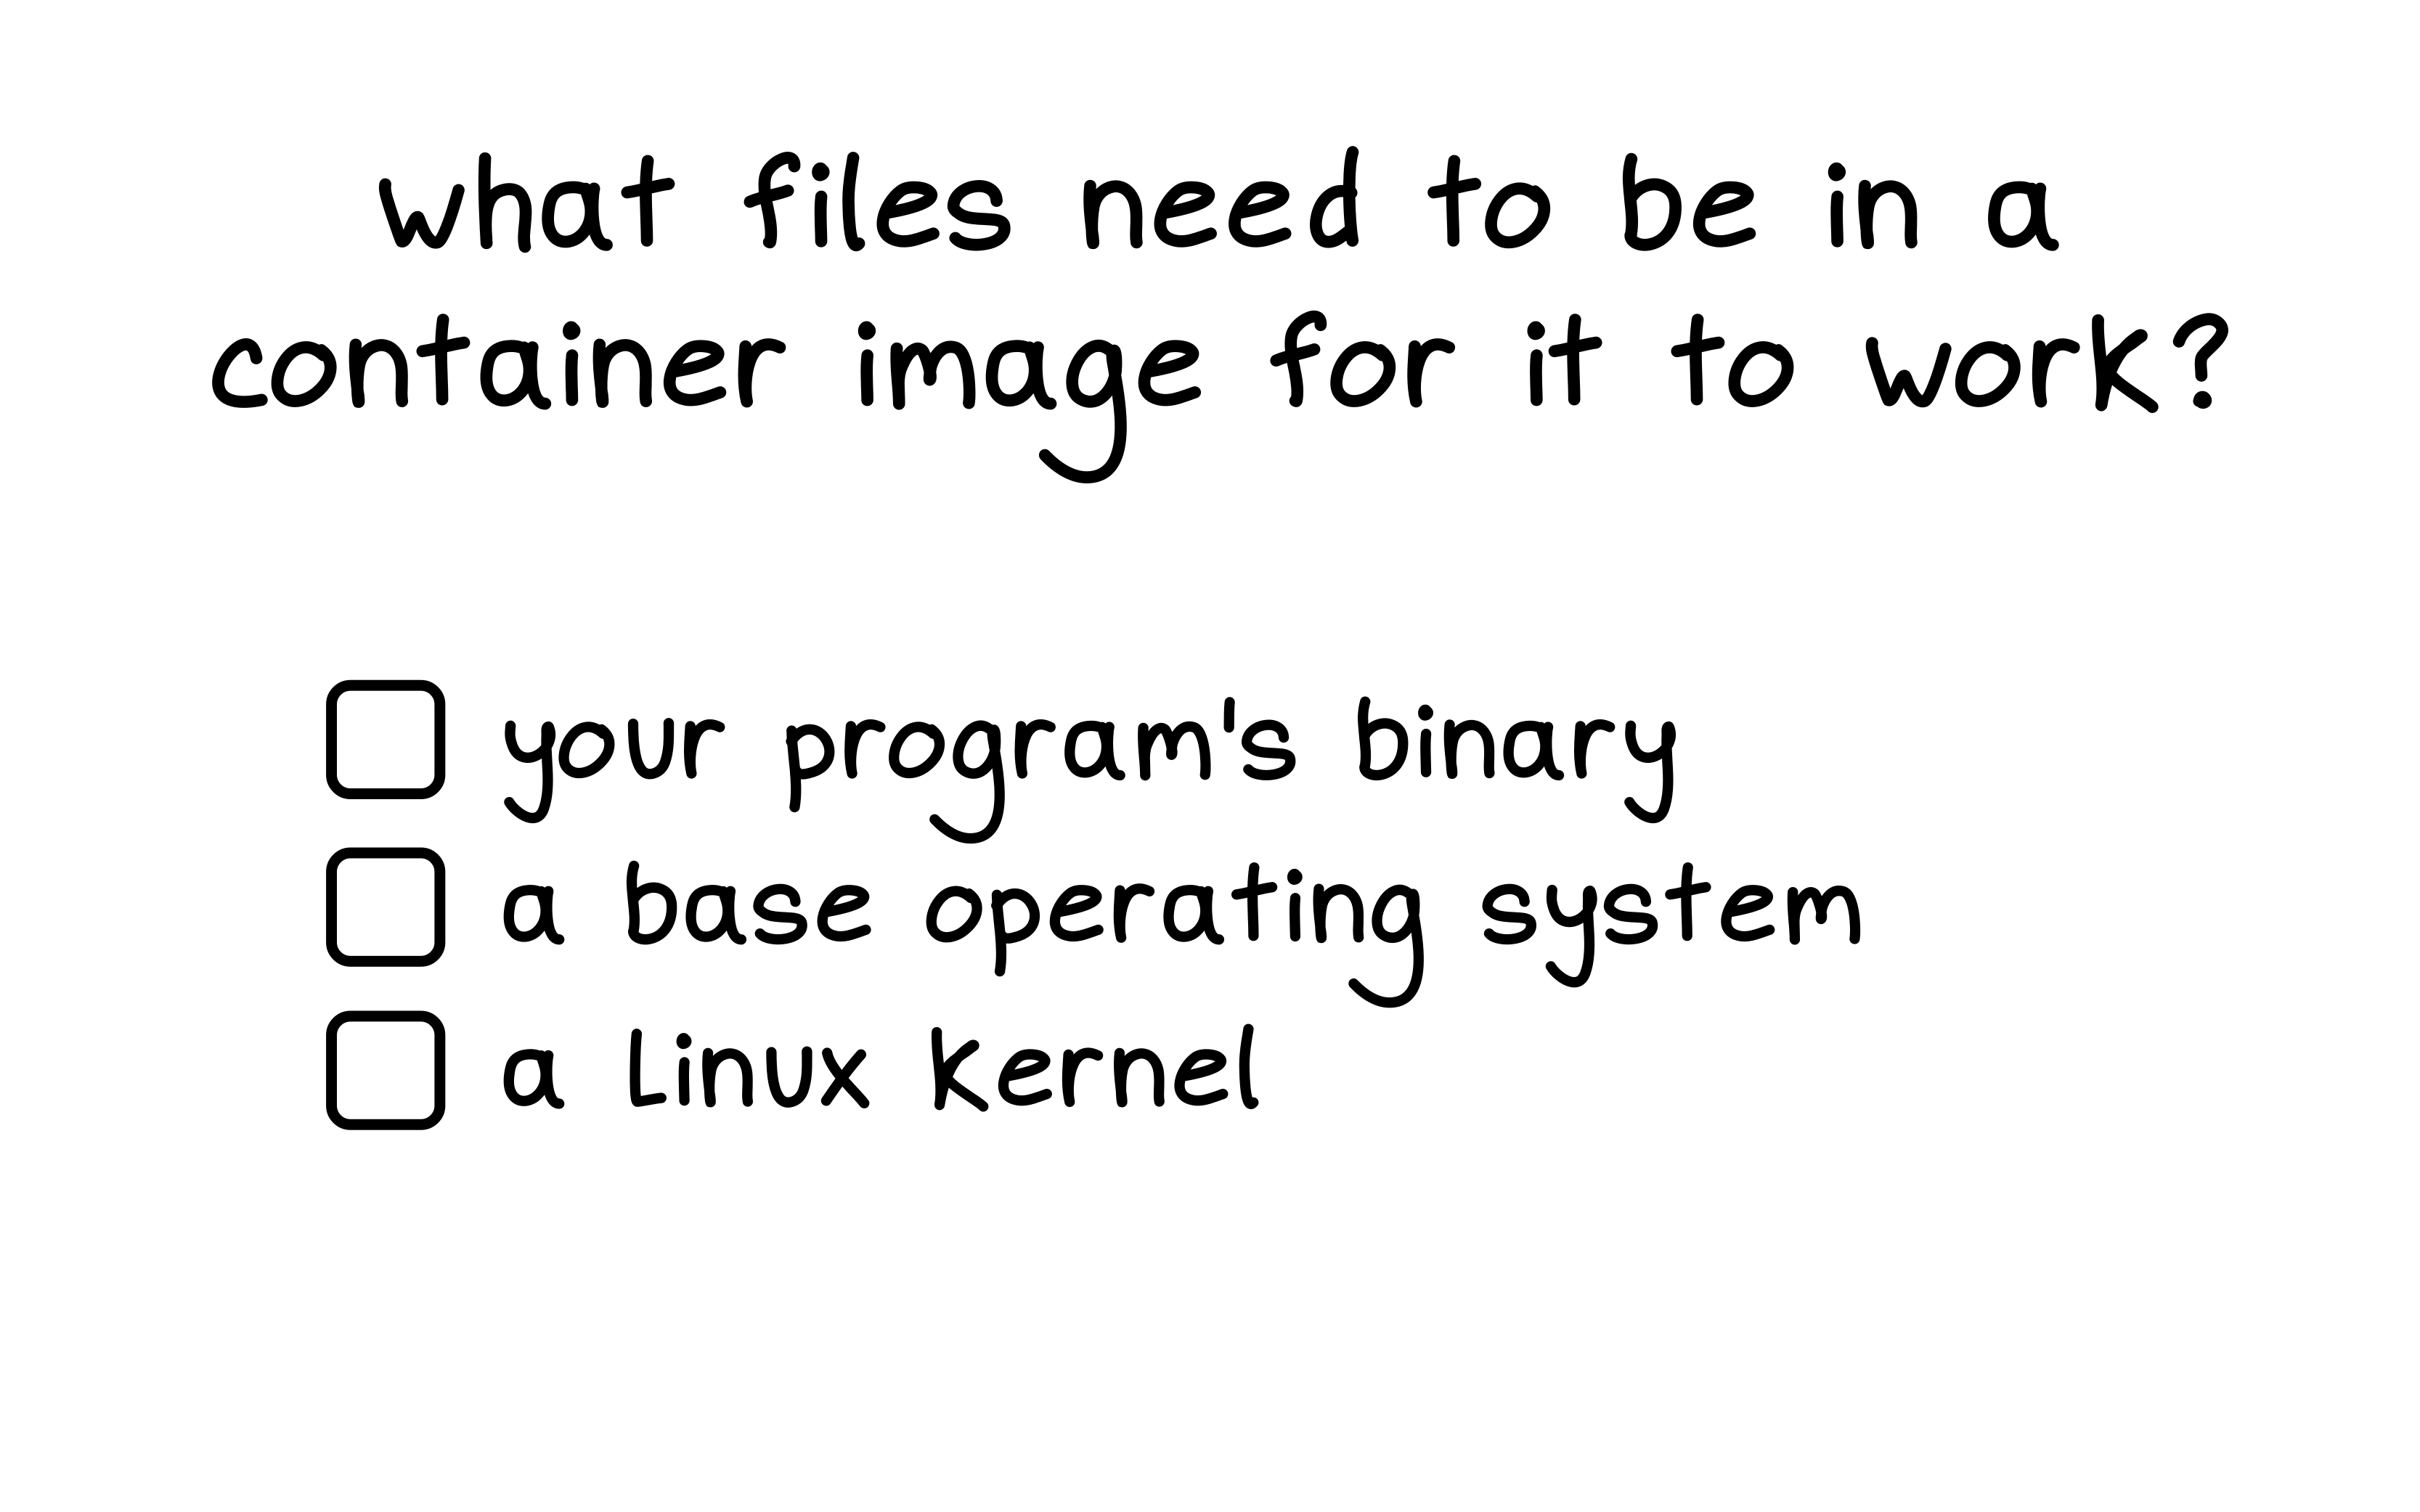 what files need to be in a
container image for it to work?
your program's binary
a base operating system
a Linux kernel